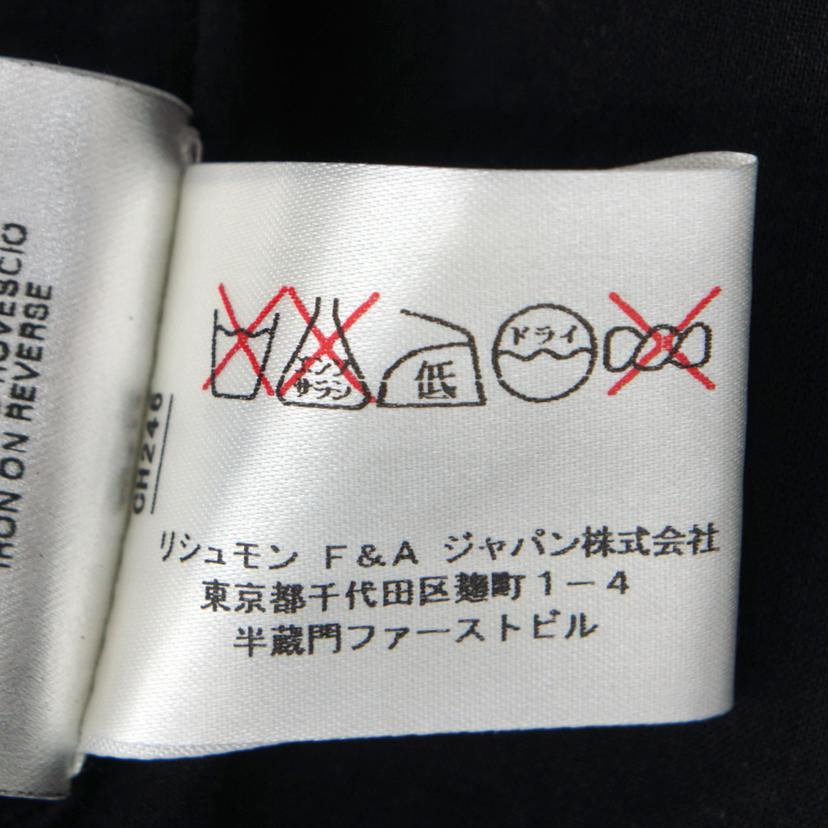 ROVESCIO
IRON ON REVERSE
CH246
エンソ
サラシ
低
ドライ
リシュモン F&A ジャパン株式会社
東京都千代田区麹町1-4
半蔵門ファーストビル